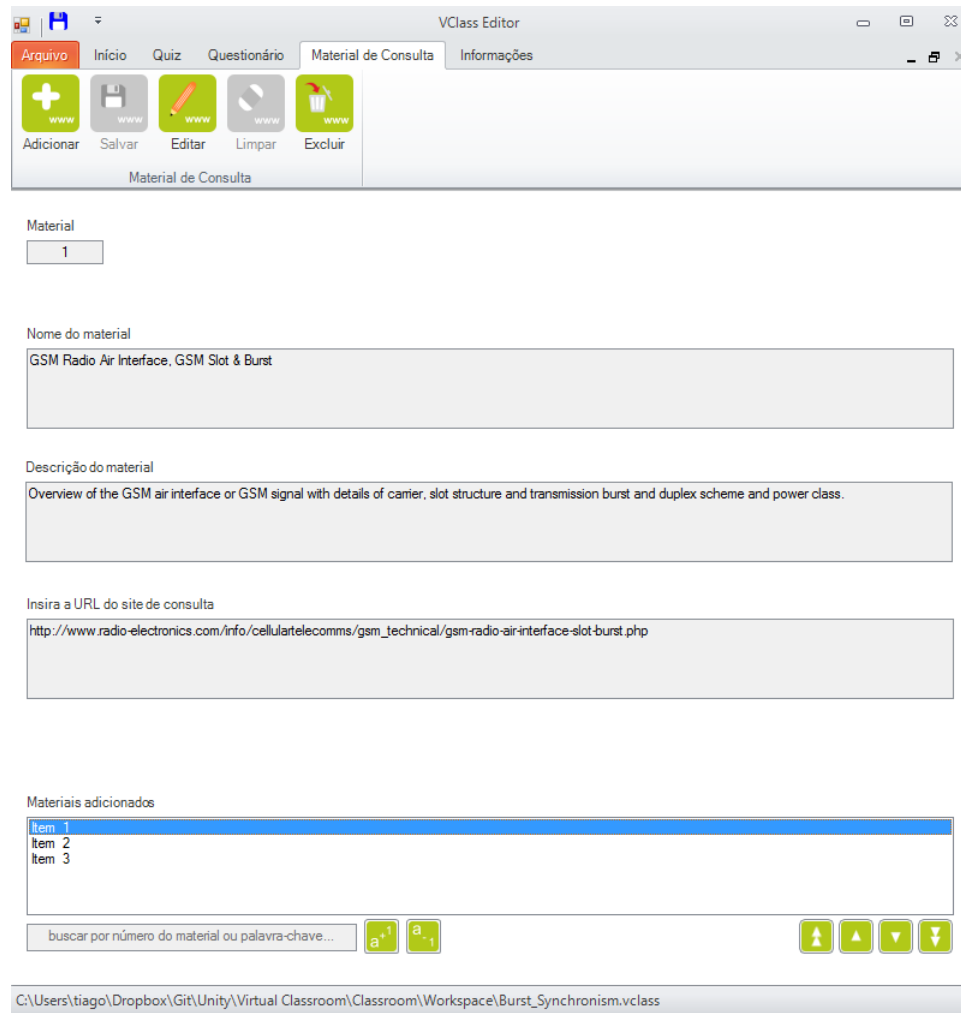 VClass Editor
Arquivo Início Quiz Questionário Material de Consulta Informações
www www www www www
Adicionar Salvar Editar Limpar Excluir
Material de Consulta
Material
1
Nome do material
GSM Radio Air Interface, GSM Slot & Burst
Descrição do material
Overview of the GSM air interface or GSM signal with details of carrier, slot structure and transmission burst and duplex scheme and power class.
Insira a URL do site de consulta
http://www.radio-electronics.com/info/cellulartelecomms/gsm_technical/gsm-radio-air-interface-slot-burst.php
Materiais adicionados
Item 1
Item 2
Item 3
buscar por número do material ou palavra-chave... a+1 a-1
C:\Users\tiago\Dropbox\Git\Unity\Virtual Classroom\Classroom\Workspace\Burst_Synchronism.vclass